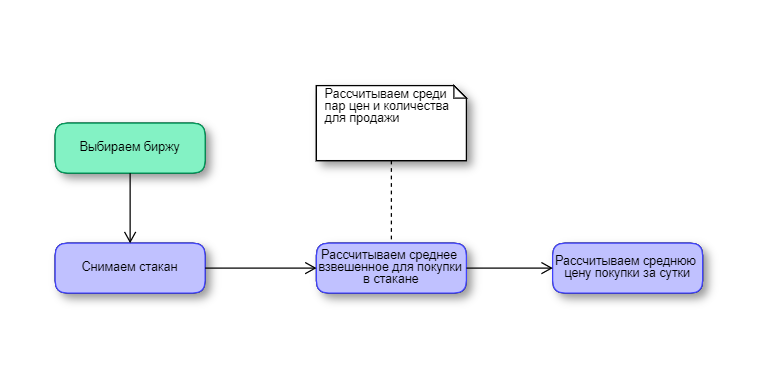 Рассчитываем среди
пар цен и количества
для продажи
Выбираем биржу
Снимаем стакан
Рассчитываем среднее
взвешенное для покупки
в стакане
Рассчитываем среднюю
цену покупки за сутки